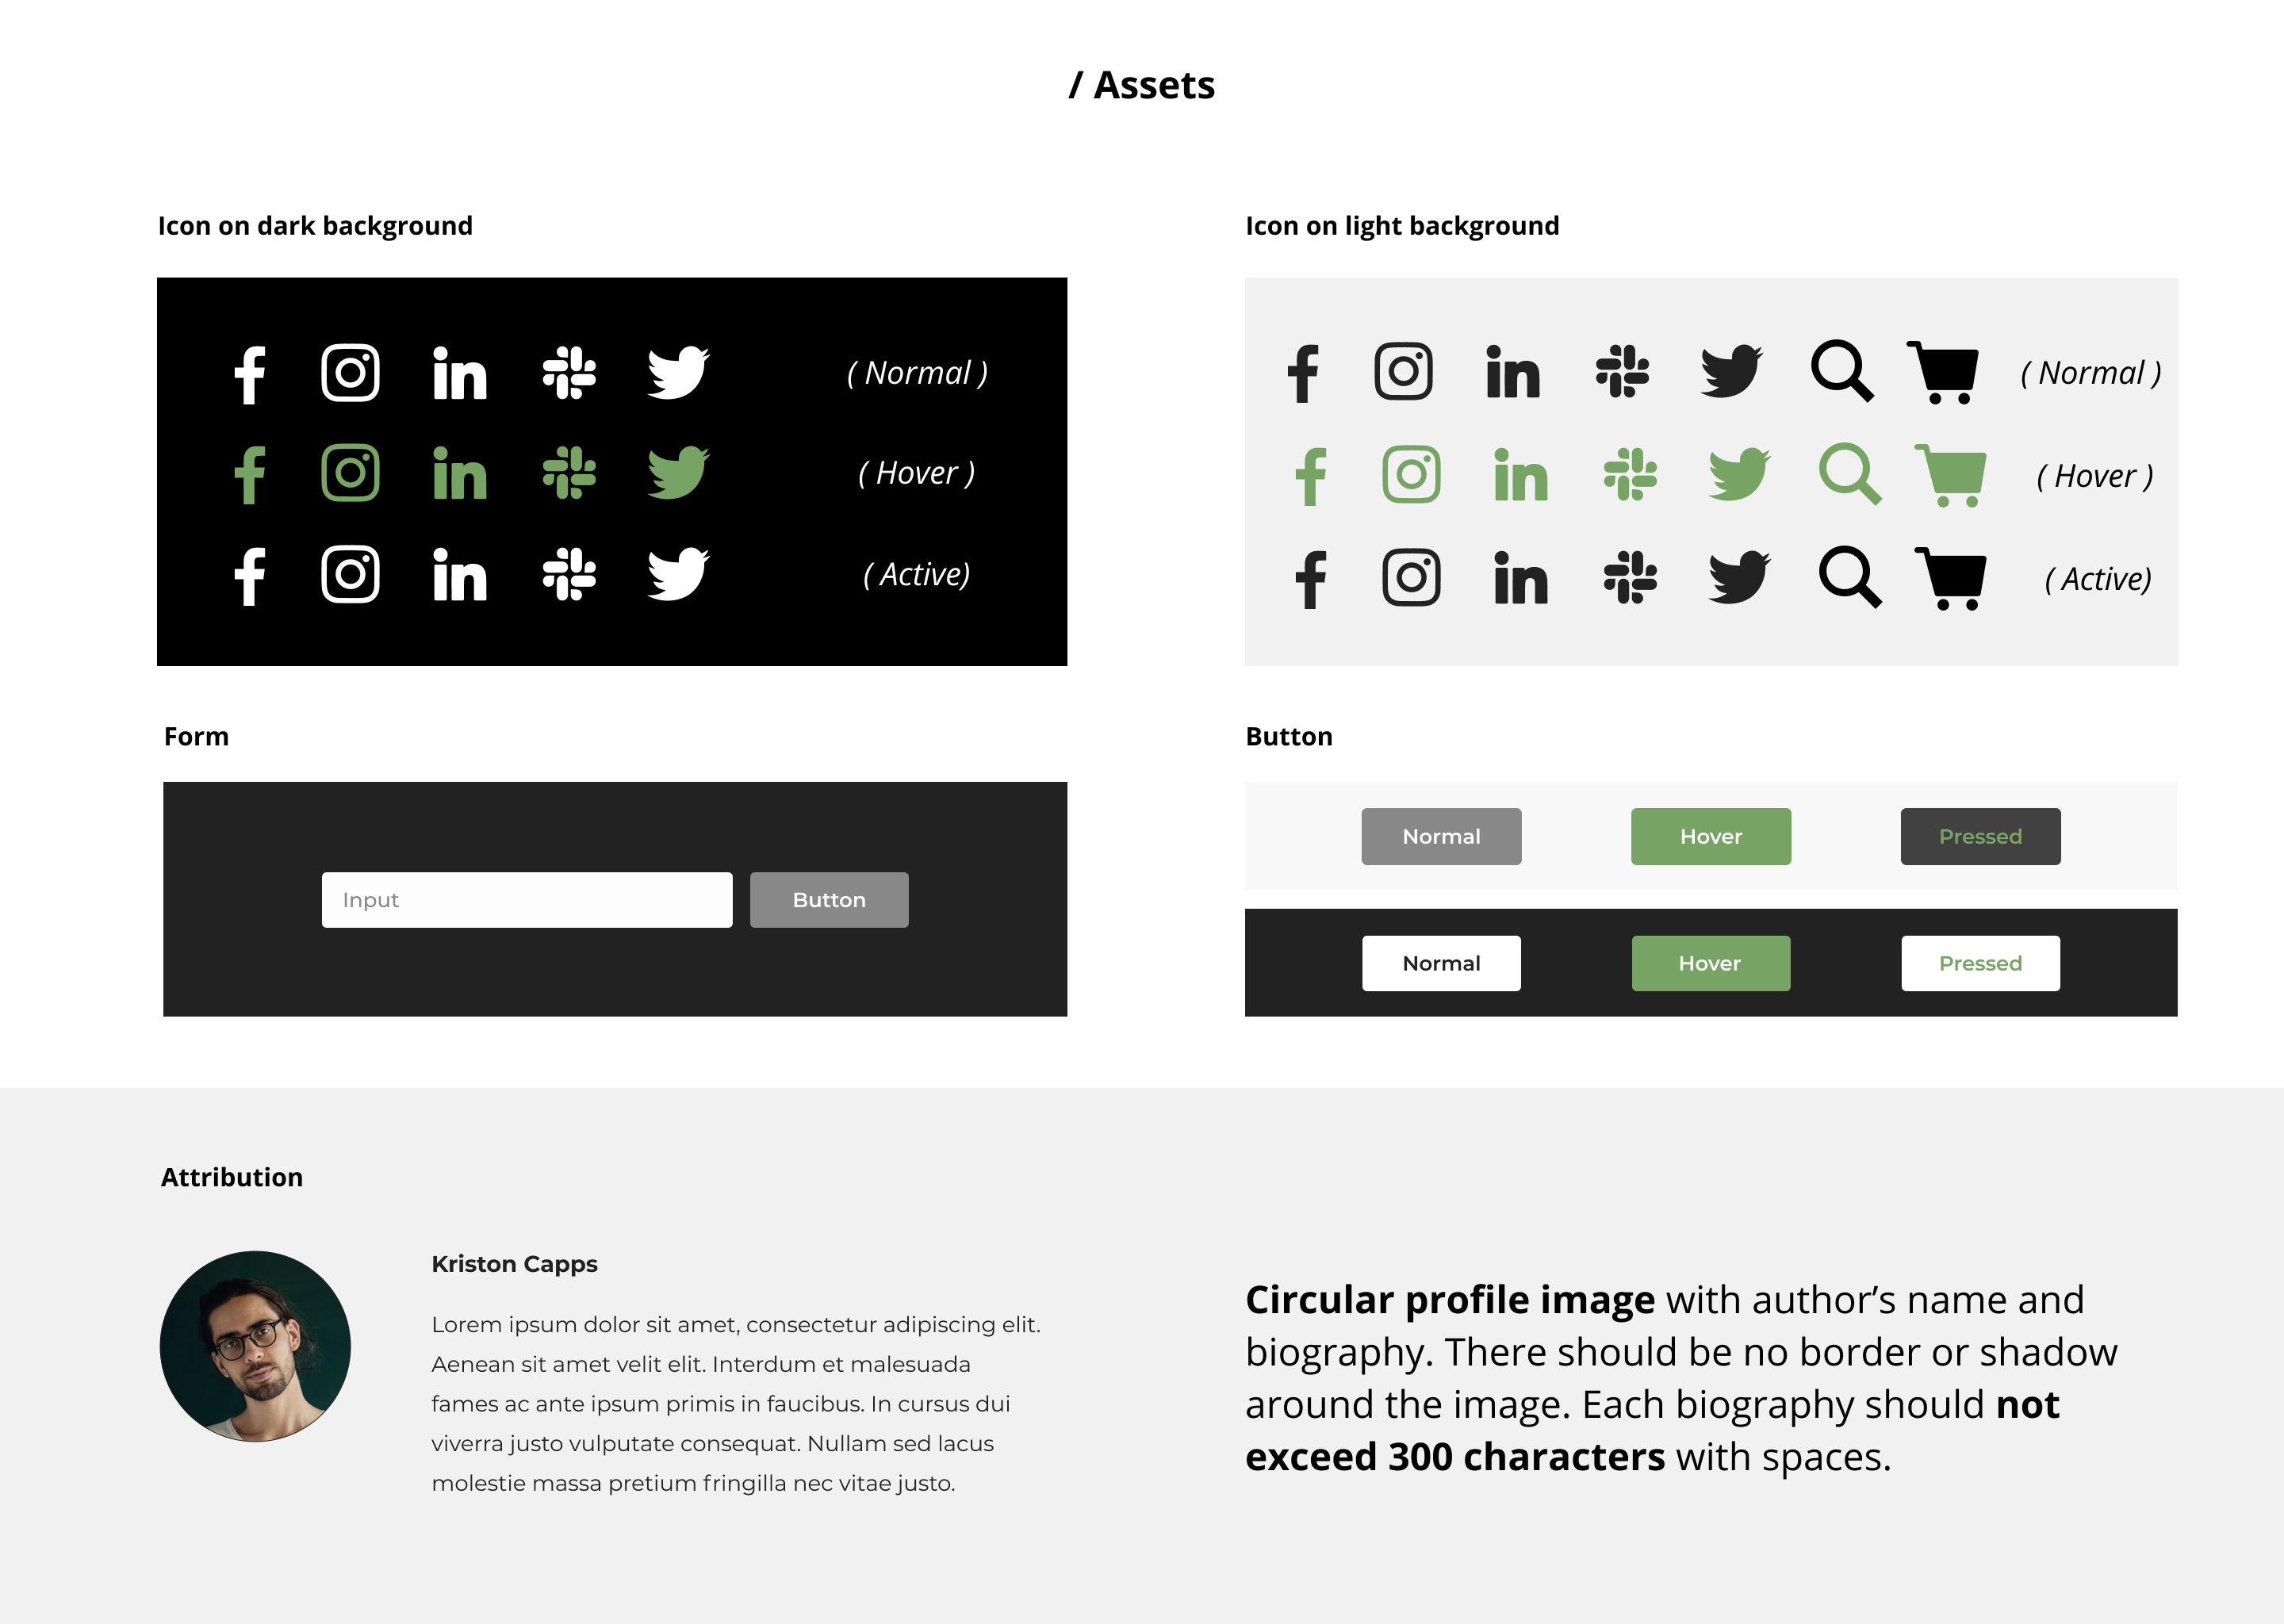 / Assets
Icon on dark background
( Normal )
( Hover )
( Active)
Icon on light background
( Normal )
( Hover )
( Active)
Form
Input
Button
Button
Normal
Hover
Pressed
Normal
Hover
Pressed
Attribution
Kriston Capps
Lorem ipsum dolor sit amet, consectetur adipiscing elit.
Aenean sit amet velit elit. Interdum et malesuada
fames ac ante ipsum primis in faucibus. In cursus dui
viverra justo vulputate consequat. Nullam sed lacus
molestie massa pretium fringilla nec vitae justo.
Circular profile image with author’s name and
biography. There should be no border or shadow
around the image. Each biography should not
exceed 300 characters with spaces.